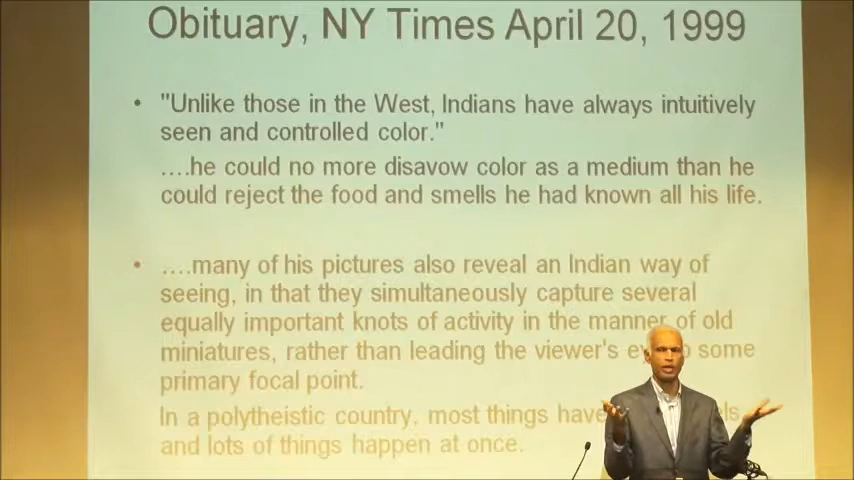 Obituary, NY Times April 20, 1999
• "Unlike those in the West, Indians have always intuitively
seen and controlled color."
....he could no more disavow color as a medium than he
could reject the food and smells he had known all his life.
• ....many of his pictures also reveal an Indian way of
seeing, in that they simultaneously capture several
equally important knots of activity in the manner of old
miniatures, rather than leading the viewer's some
primary focal point.
In a polytheistic country, most things have
and lots of things happen at once.